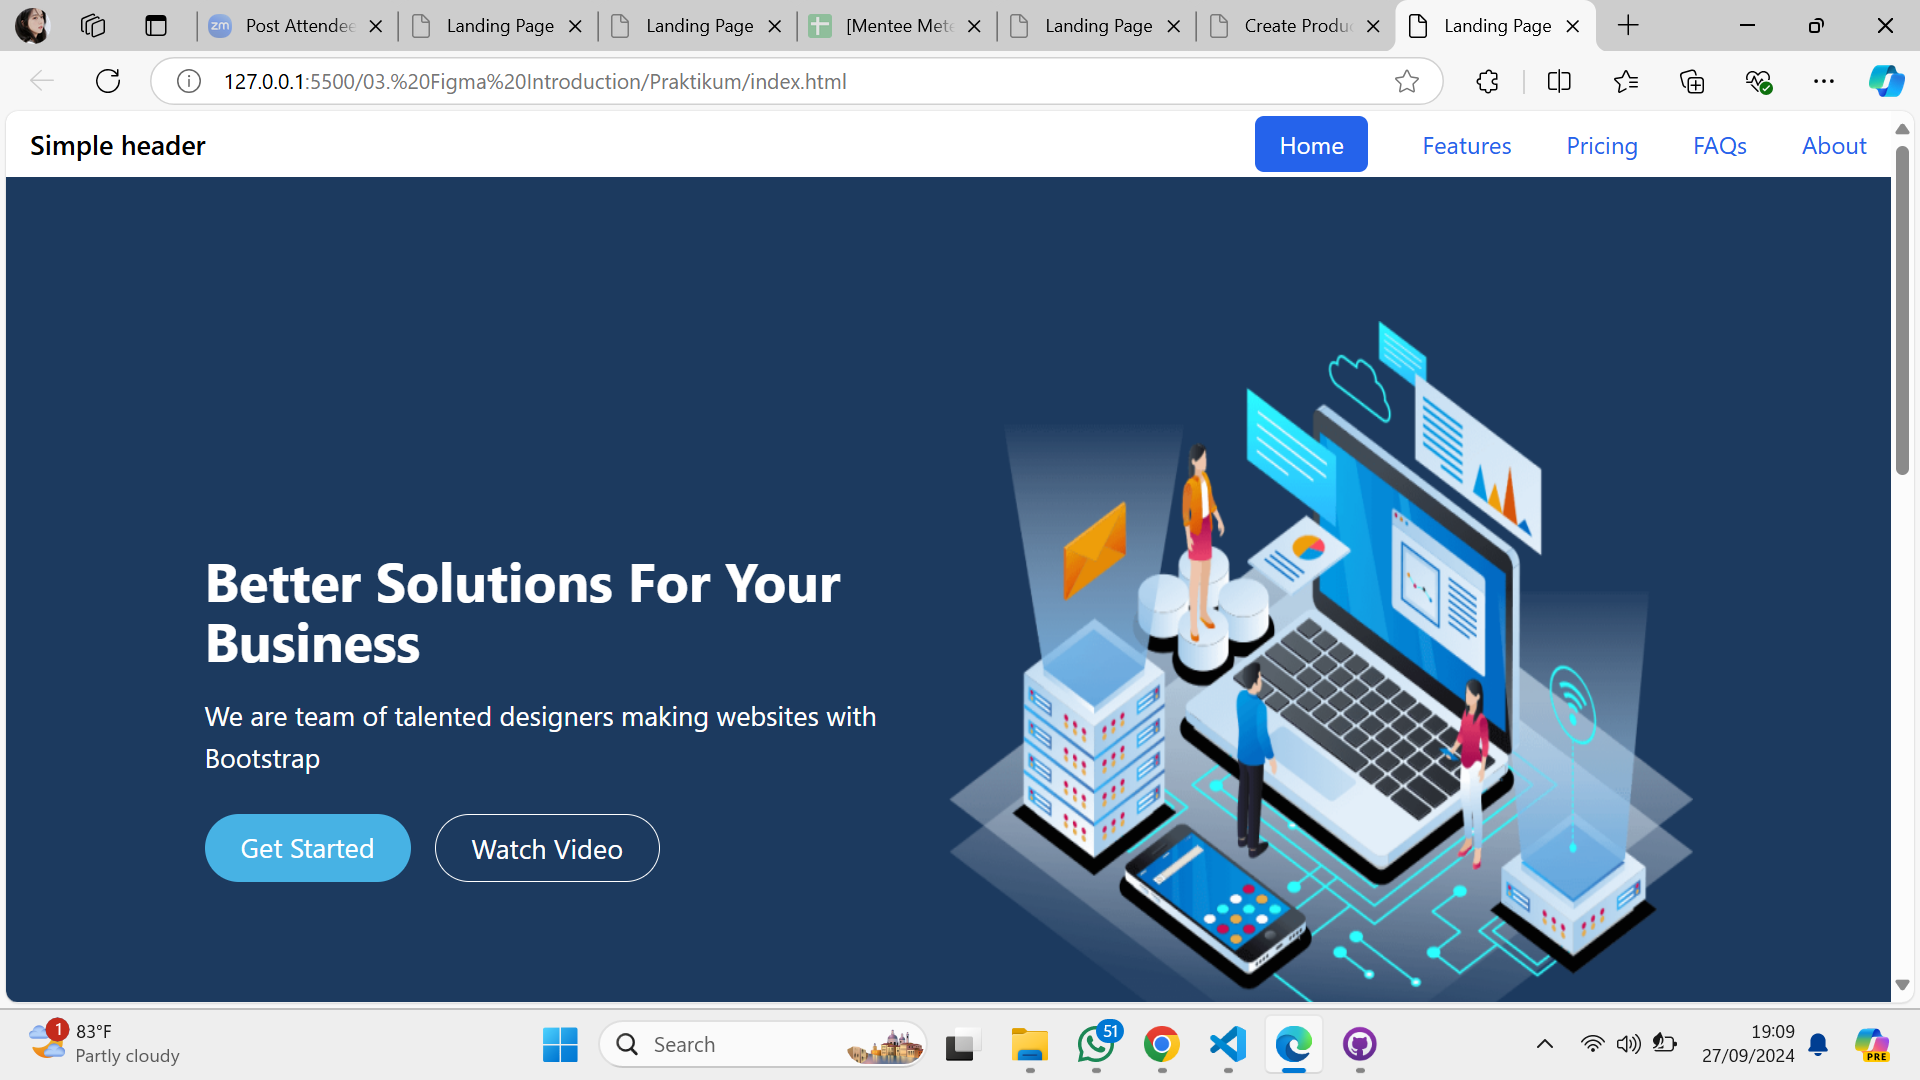 zm Post Attendee
Landing Page
Landing Page
[Mentee Mete
Landing Page
Create Produc
Landing Page
127.0.0.1:5500/03.%20Figma%20Introduction/Praktikum/index.html
Simple header
Home
Features
Pricing
FAQs
About
Better Solutions For Your
Business
We are team of talented designers making websites with
Bootstrap
Get Started
Watch Video
1
83°F
Partly cloudy
Search
51
19:09
27/09/2024
PRE